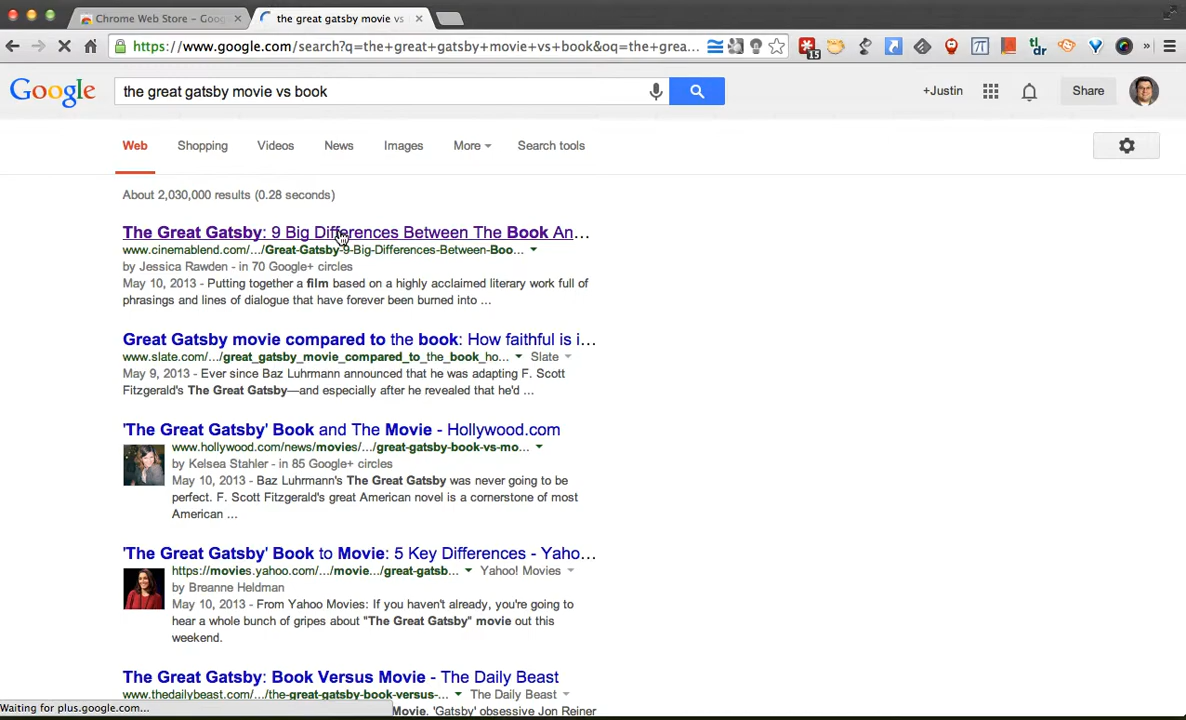 Chrome Web Store – Goog
the great gatsby movie vs
https://www.google.com/search?q=the+great+gatsby+movie+vs+book&oq=the+grea...
15
π
tl;dr
»
Google
the great gatsby movie vs book
+Justin
Share
Web Shopping Videos News Images More Search tools
About 2,030,000 results (0.28 seconds)
The Great Gatsby: 9 Big Differences Between The Book An...
www.cinemablend.com/.../Great-Gatsby-9-Big-Differences-Between-Boo...
by Jessica Rawden - in 70 Google+ circles
May 10, 2013 - Putting together a film based on a highly acclaimed literary work full of
phrasings and lines of dialogue that have forever been burned into ...
Great Gatsby movie compared to the book: How faithful is i...
www.slate.com/.../great_gatsby_movie_compared_to_the_book_ho... Slate
May 9, 2013 - Ever since Baz Luhrmann announced that he was adapting F. Scott
Fitzgerald's The Great Gatsby—and especially after he revealed that he'd ...
'The Great Gatsby' Book and The Movie - Hollywood.com
www.hollywood.com/news/movies/.../great-gatsby-book-vs-mo...
by Kelsea Stahler - in 85 Google+ circles
May 10, 2013 - Baz Luhrmann's The Great Gatsby was never going to be
perfect. F. Scott Fitzgerald's great American novel is a cornerstone of most
American ...
'The Great Gatsby' Book to Movie: 5 Key Differences - Yaho...
https://movies.yahoo.com/.../movie.../great-gatsb... Yahoo! Movies
by Breanne Heldman
May 10, 2013 - From Yahoo Movies: If you haven't already, you're going to
hear a whole bunch of gripes about "The Great Gatsby" movie out this
weekend.
The Great Gatsby: Book Versus Movie - The Daily Beast
www.thedailybeast.com/.../the-great-gatsby-book-versus-... The Daily Beast
Waiting for plus.google.com...
Movie. 'Gatsby' obsessive Jon Reiner